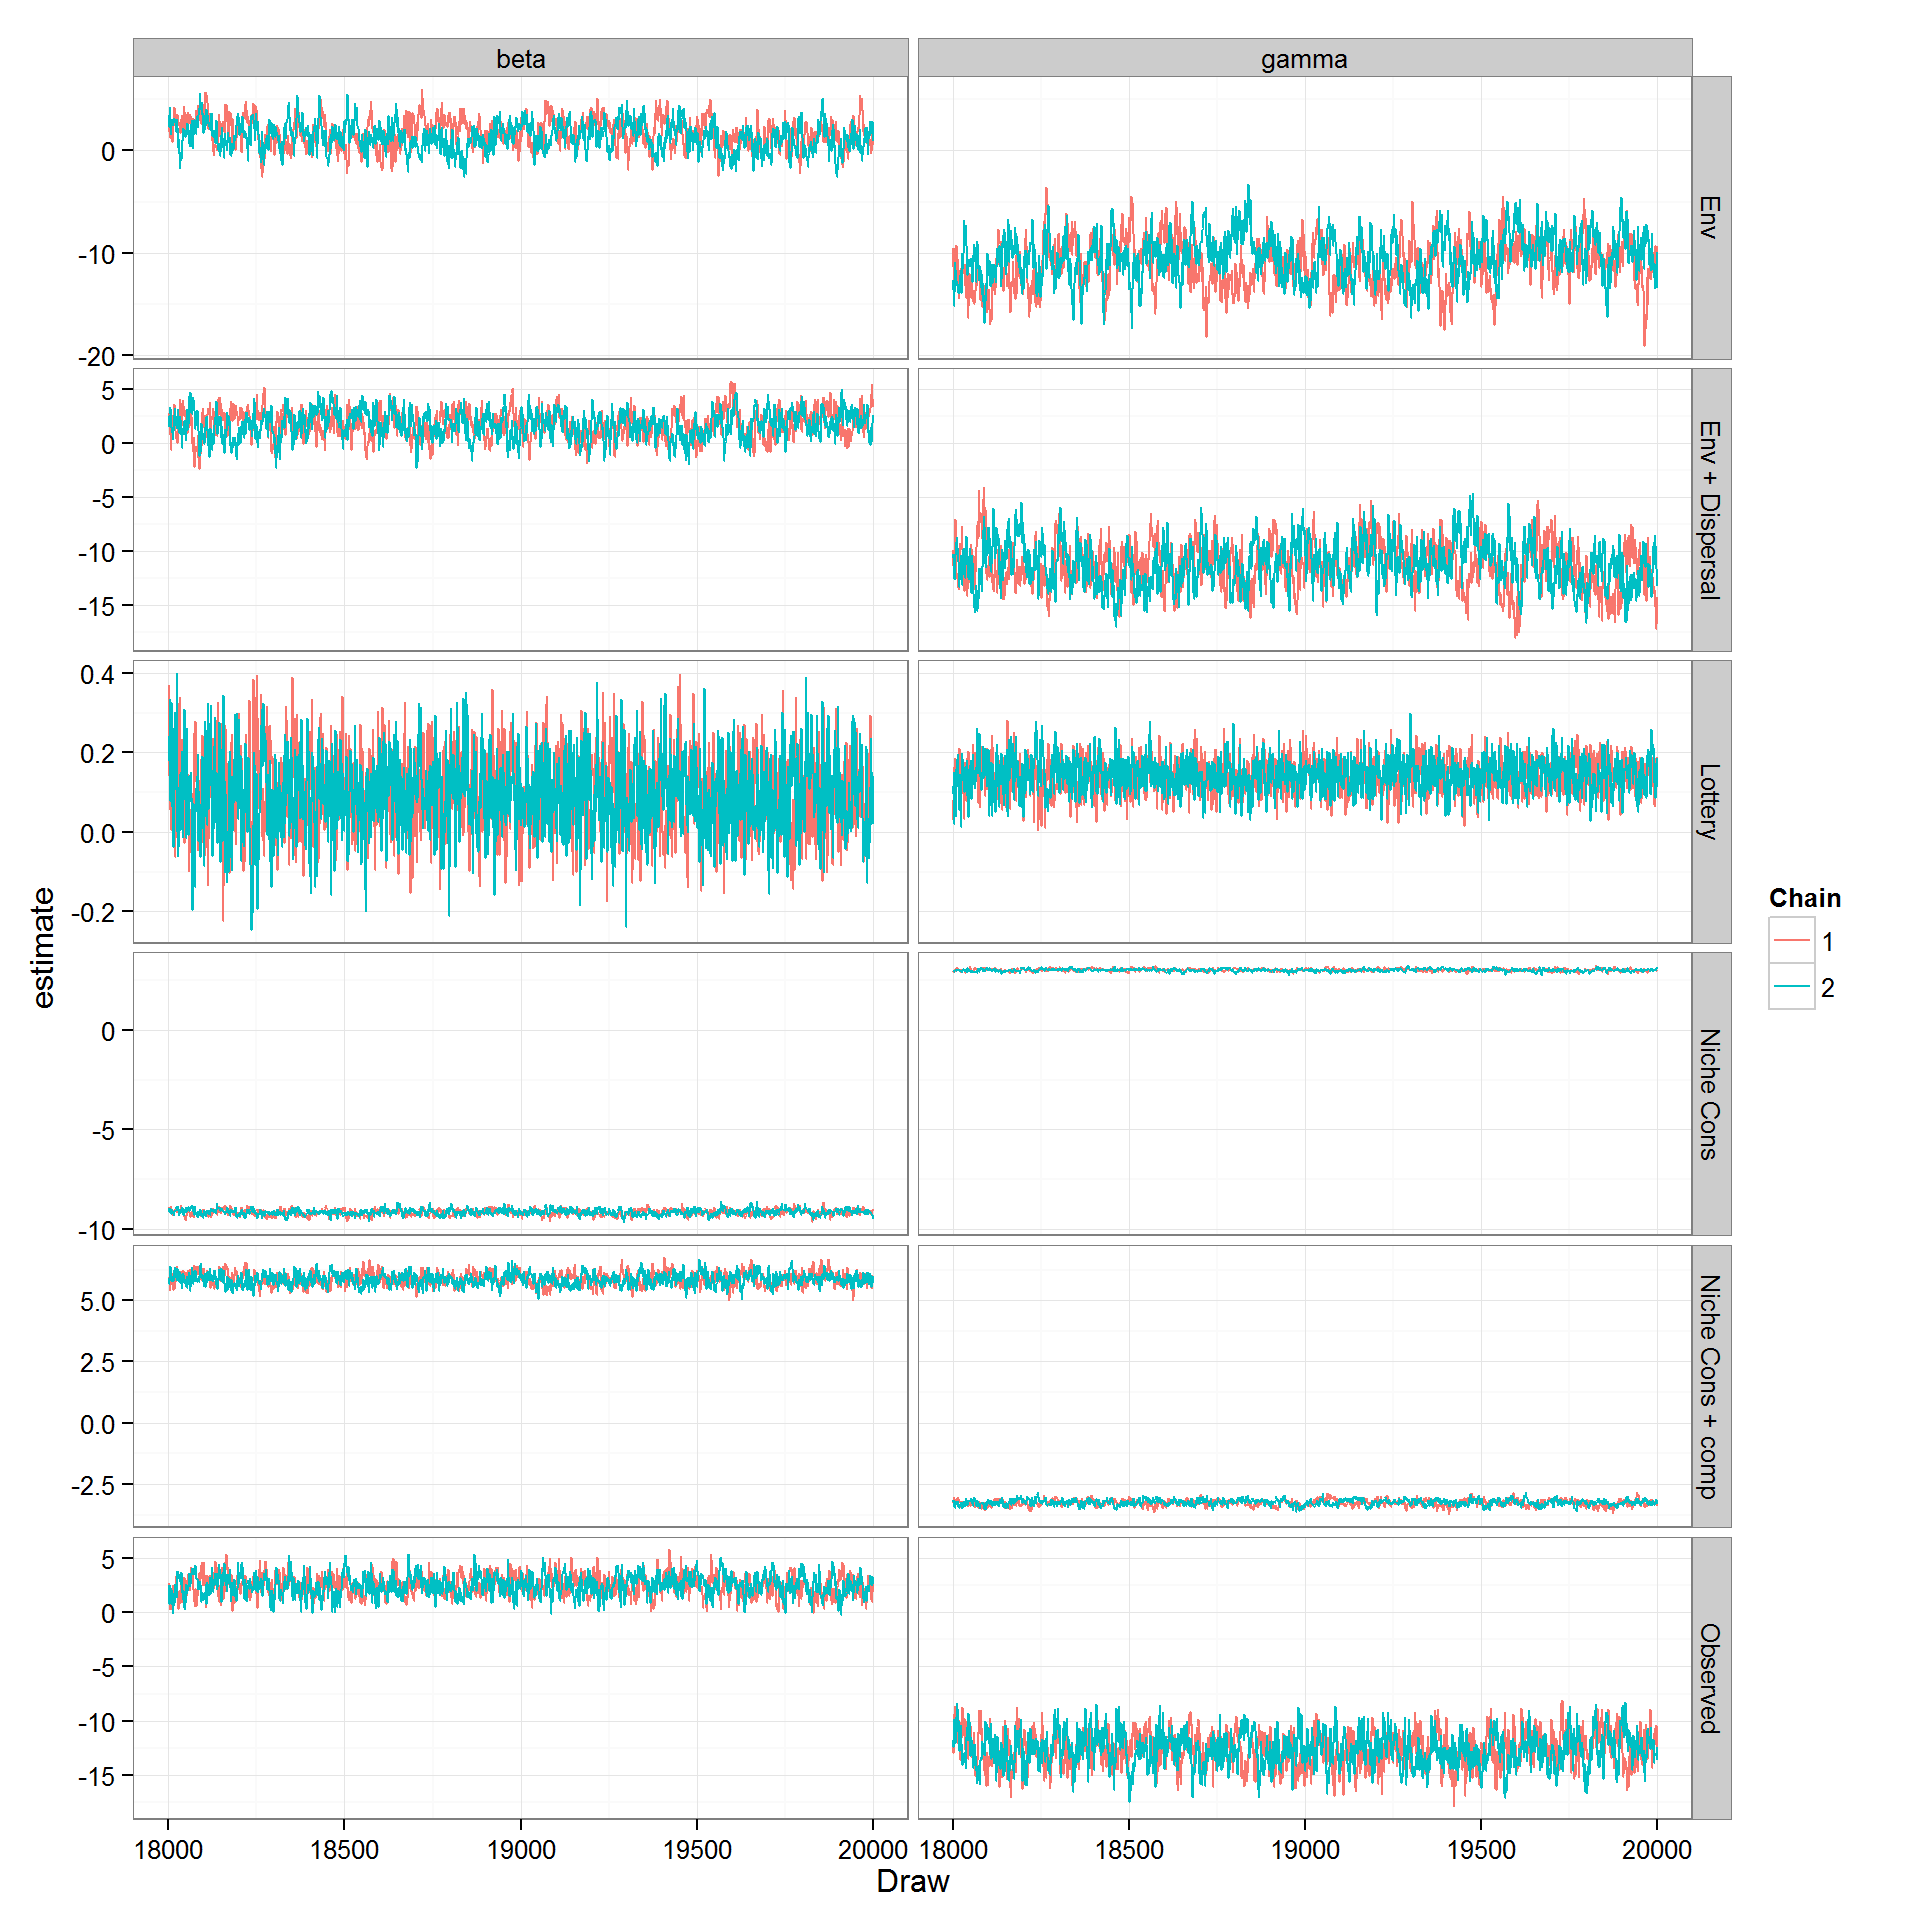 beta
gamma
0
-10
-20
Env
5
0
-5
-10
-15
Env + Dispersal
0.4
0.2
0.0
-0.2
Lottery
estimate
0
-5
-10
Niche Cons
5.0
2.5
0.0
-2.5
Niche Cons + comp
5
0
-5
-10
-15
Observed
18000 18500 19000 19500 20000
18000 18500 19000 19500 20000
Draw
Chain
1
2